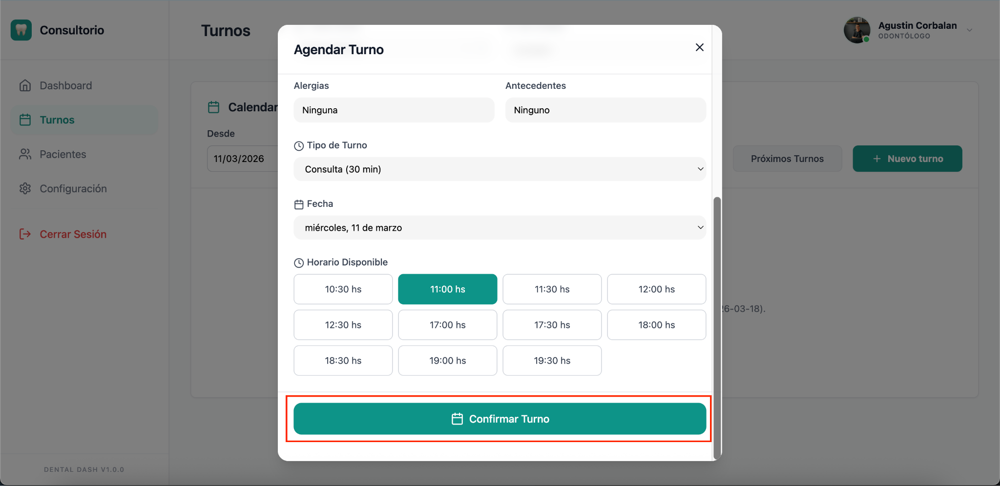 Consultorio
Turnos
Agustin Corbalan
ODONTÓLOGO
Dashboard
Turnos
Pacientes
Configuración
Cerrar Sesión
DENTAL DASH V1.0.0
Calendar
Desde
11/03/2026
Próximos Turnos
+ Nuevo turno
26-03-18).
Agendar Turno
Alergias
Antecedentes
Ninguna
Ninguno
Tipo de Turno
Consulta (30 min)
Fecha
miércoles, 11 de marzo
Horario Disponible
10:30 hs
11:00 hs
11:30 hs
12:00 hs
12:30 hs
17:00 hs
17:30 hs
18:00 hs
18:30 hs
19:00 hs
19:30 hs
Confirmar Turno